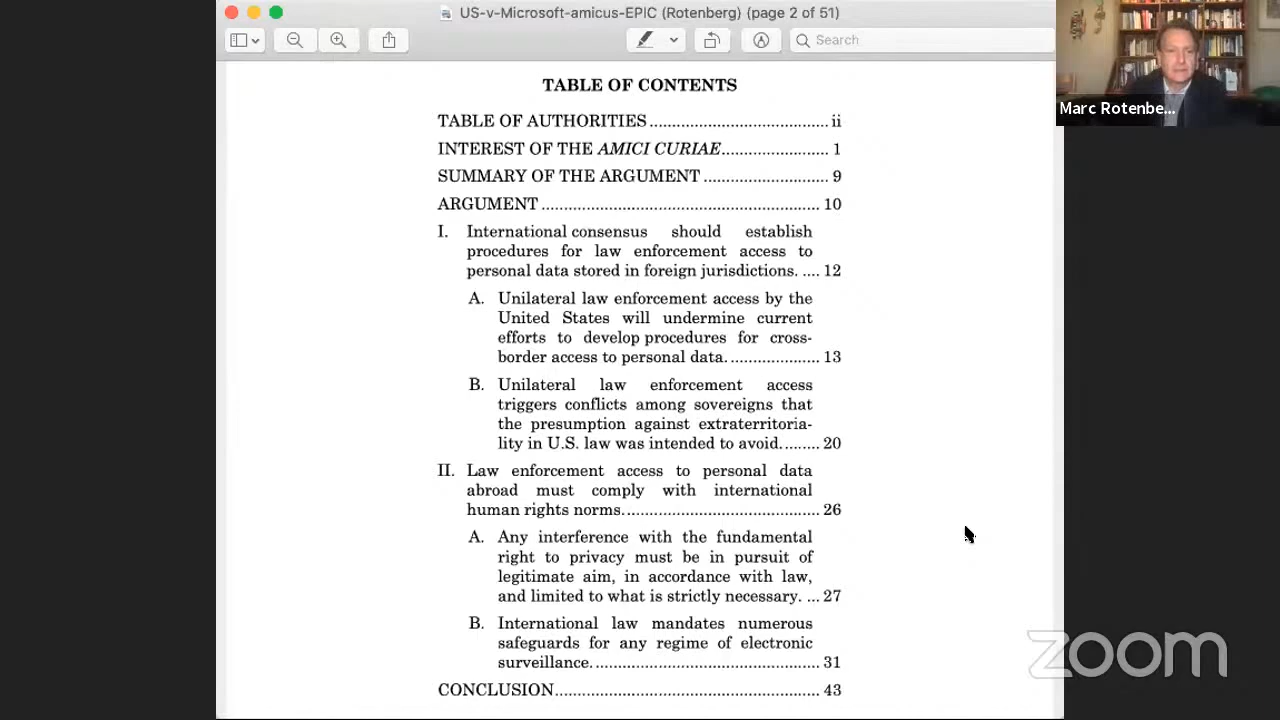 US-v-Microsoft-amicus-EPIC (Rotenberg) (page 2 of 51)
Search
Marc Rotenbe...
TABLE OF CONTENTS
TABLE OF AUTHORITIES ........................................ ii
INTEREST OF THE AMICI CURIAE........................ 1
SUMMARY OF THE ARGUMENT ............................ 9
ARGUMENT .............................................................. 10
I. International consensus should establish
procedures for law enforcement access to
personal data stored in foreign jurisdictions. .... 12
A. Unilateral law enforcement access by the
United States will undermine current
efforts to develop procedures for cross-
border access to personal data. .................... 13
B. Unilateral law enforcement access
triggers conflicts among sovereigns that
the presumption against extraterritoria-
lity in U.S. law was intended to avoid. ....... 20
II. Law enforcement access to personal data
abroad must comply with international
human rights norms. ........................................... 26
A. Any interference with the fundamental
right to privacy must be in pursuit of
legitimate aim, in accordance with law,
and limited to what is strictly necessary. ... 27
B. International law mandates numerous
safeguards for any regime of electronic
surveillance. .................................................. 31
CONCLUSION ........................................................... 43
zoom